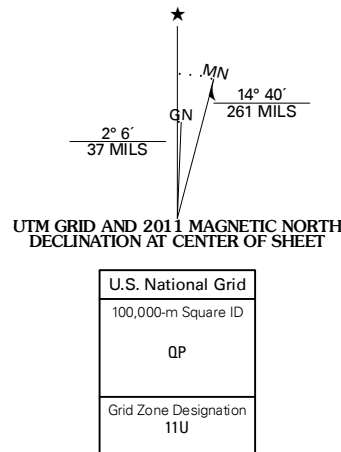 ★
MN
GN
14° 40´
261 MILS
2° 6´
37 MILS
UTM GRID AND 2011 MAGNETIC NORTH
DECLINATION AT CENTER OF SHEET
U.S. National Grid
100,000-m Square ID
QP
Grid Zone Designation
11U